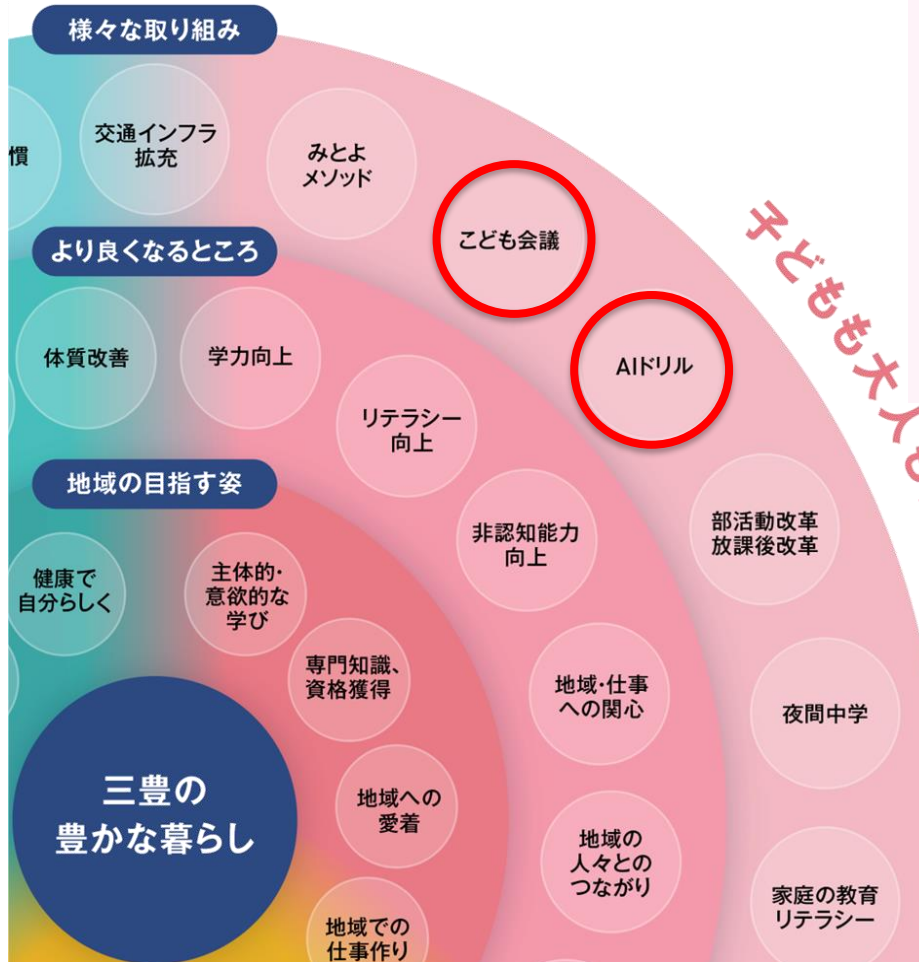 様々な取り組み
慣
交通インフラ
拡充
みとよ
メソッド
こども会議
AIドリル
部活動改革
放課後改革
夜間中学
家庭の教育
リテラシー
より良くなるところ
体質改善
学力向上
リテラシー
向上
非認知能力
向上
地域・仕事
への関心
地域の
人々との
つながり
地域の目指す姿
健康で
自分らしく
主体的・
意欲的な
学び
専門知識、
資格獲得
地域への
愛着
地域での
仕事作り
三豊の
豊かな暮らし
子どもも大人も